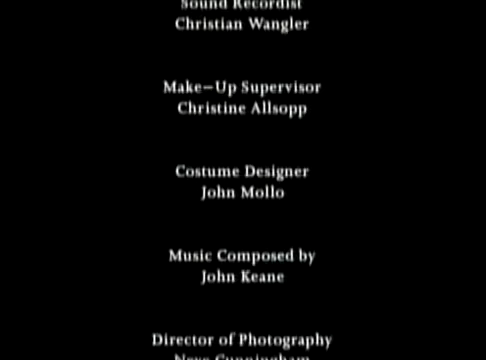 Sound Recordist
Christian Wangler
Make-Up Supervisor
Christine Allsopp
Costume Designer
John Mollo
Music Composed by
John Keane
Director of Photography
Cunningham